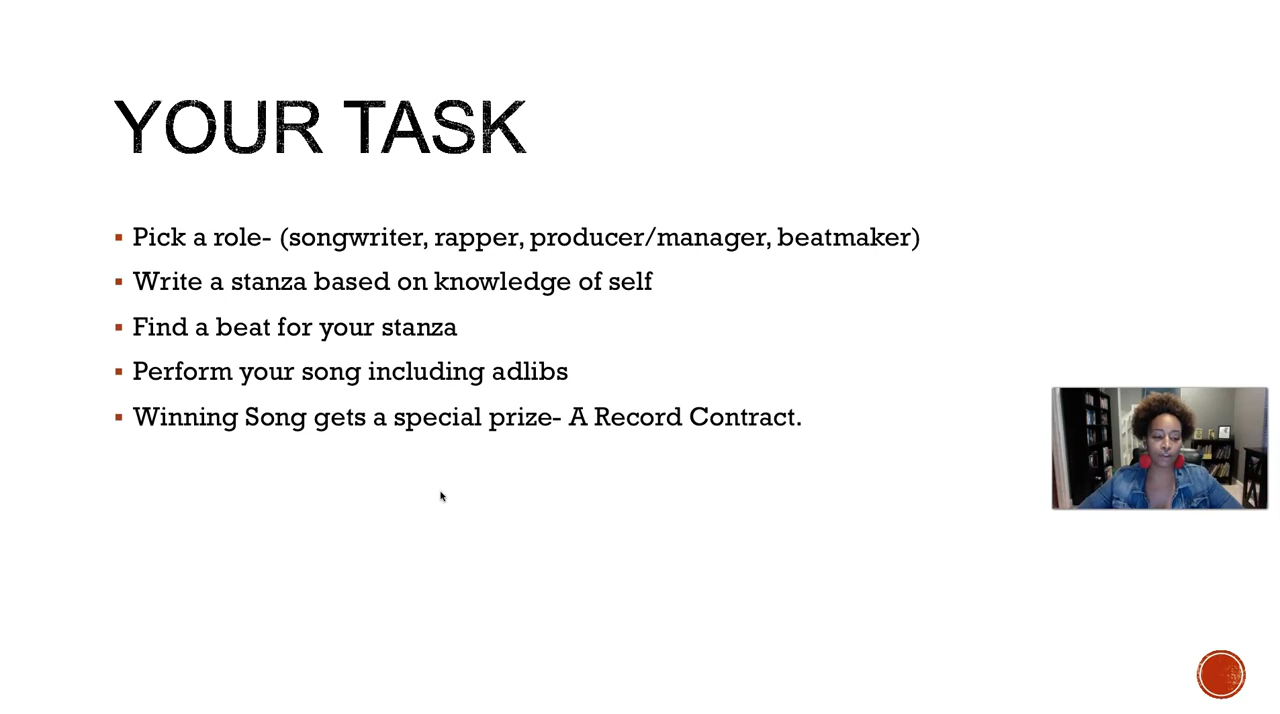 YOUR TASK
Pick a role- (songwriter, rapper, producer/manager, beatmaker)
Write a stanza based on knowledge of self
Find a beat for your stanza
Perform your song including adlibs
Winning Song gets a special prize- A Record Contract.